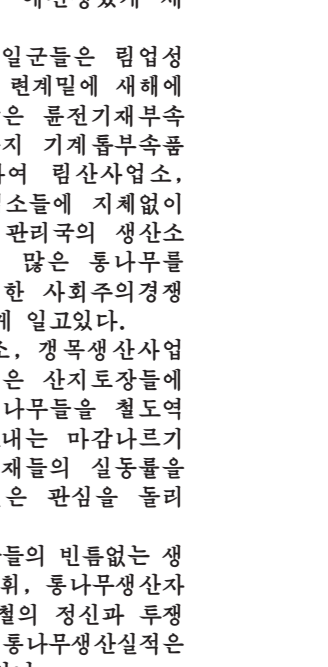 일군들은 림업성
련계밑에 새해에
은 륜전기재부속
지 기계톱부속품
여 림산사업소,
소들에 지체없이
관리국의 생산소
많은 통나무를
한 사회주의경쟁
일고있다.
소, 갱목생산사업
은 산지토장들에
나무들을 철도역
내는 마감나르기
재들의 실동률을
은 관심을 돌리
들의 빈틈없는 생
휘, 통나무생산자
철의 정신과 투쟁
통나무생산실적은